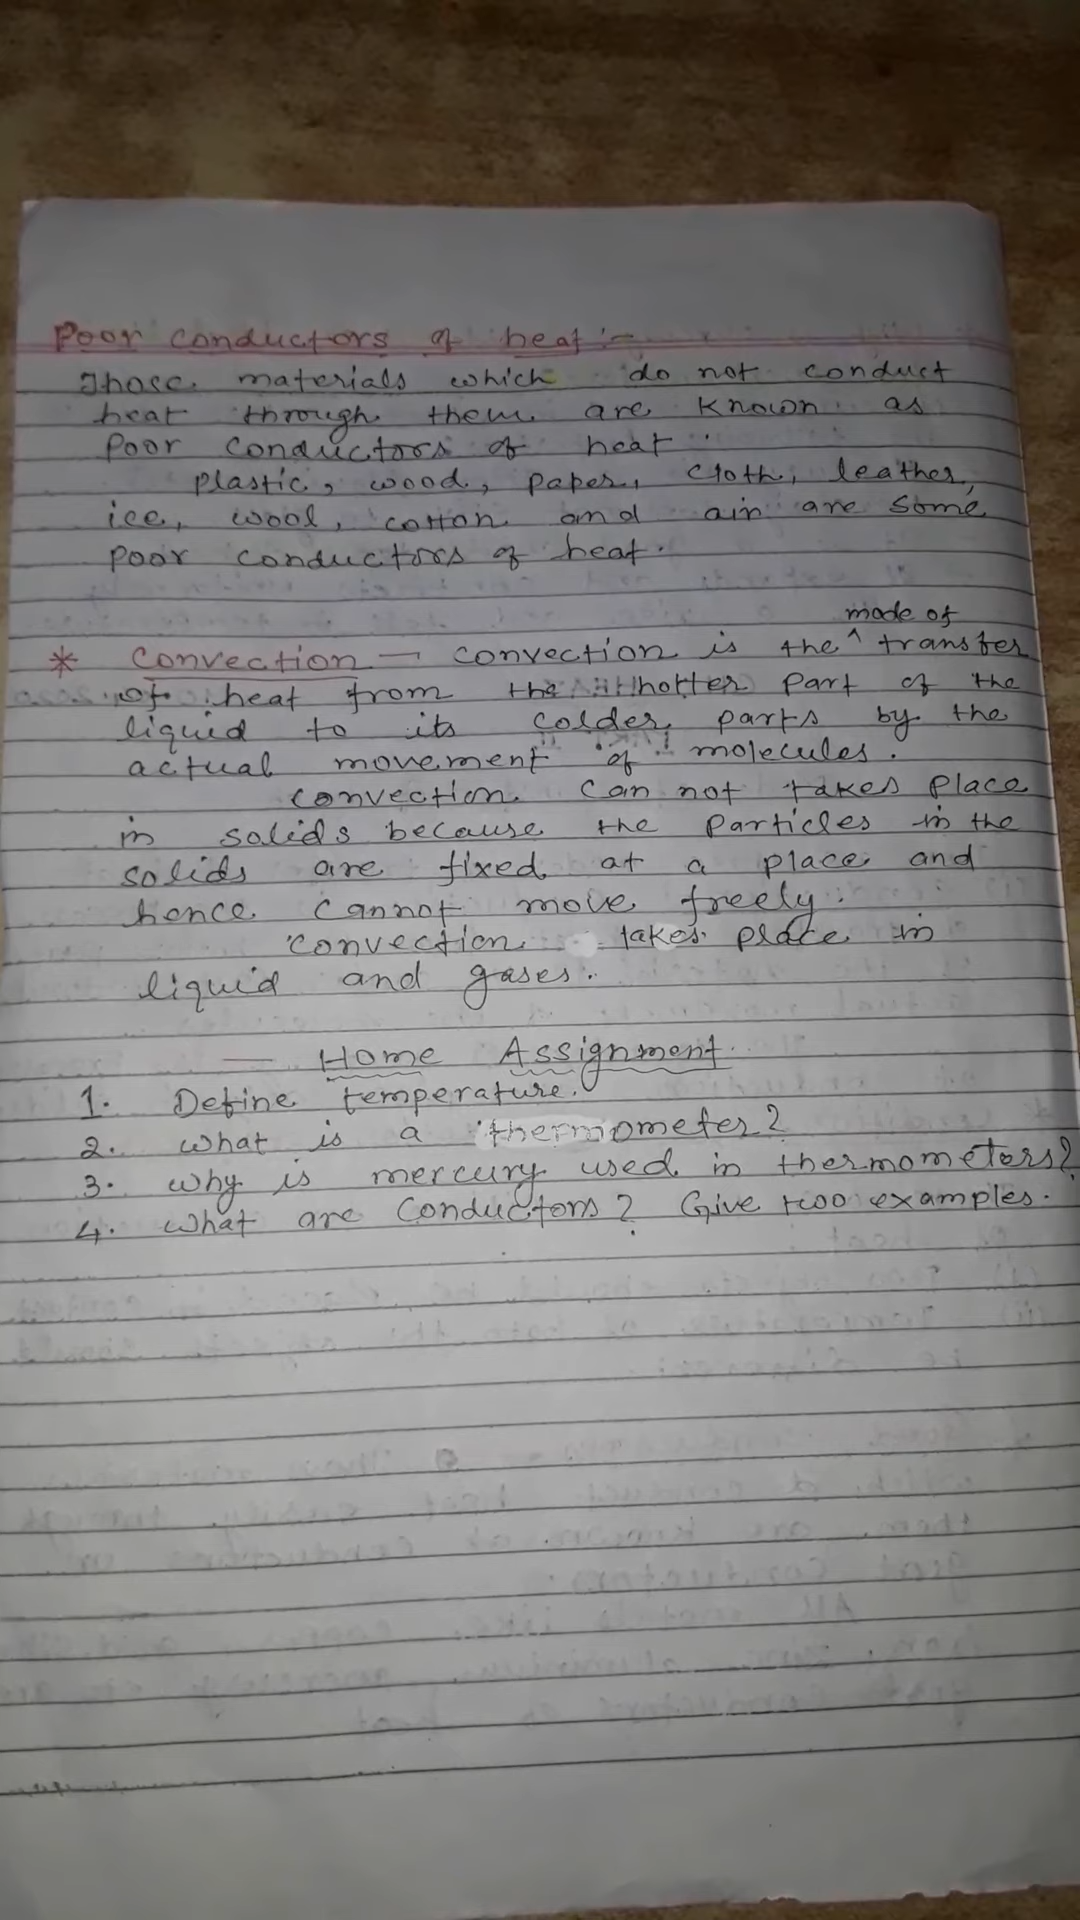 Poor conductors of heat :-
Those materials which do not conduct
heat through them are known as
Poor conductors of heat.
Plastic, wood, paper, cloth, leather,
ice, wool, cotton and air are some
poor conductors of heat.
mode of
* Convection - convection is the ^ transfer
of heat from the hotter part of the
liquid to its colder parts by the
actual movement of molecules.
convection can not takes place
in solids because the particles in the
solids are fixed at a place and
hence cannot move freely.
convection takes place in
liquid and gases.
— Home Assignment
1. Define temperature.
2. What is a thermometer?
3. Why is mercury used in thermometers?
4. What are conductors? Give two examples.